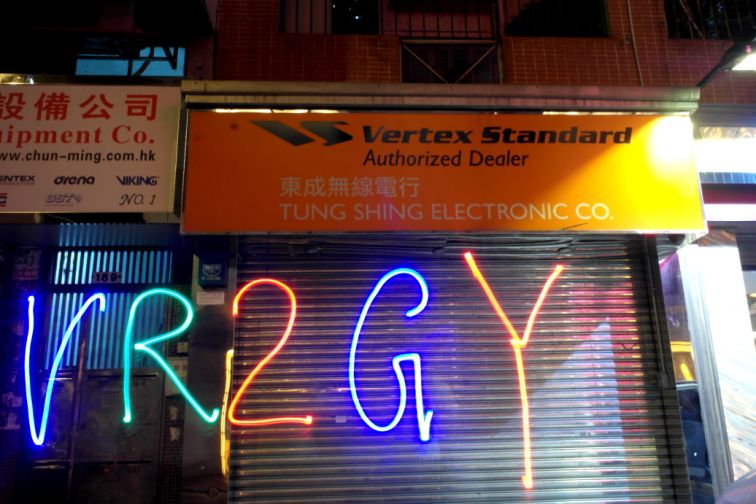 設備公司
uipment Co.
www.chun-ming.com.hk
ENTEX arena VIKING
NO. 1
Vertex Standard
Authorized Dealer
東成無線電行
TUNG SHING ELECTRONIC CO.
169
VR2GY